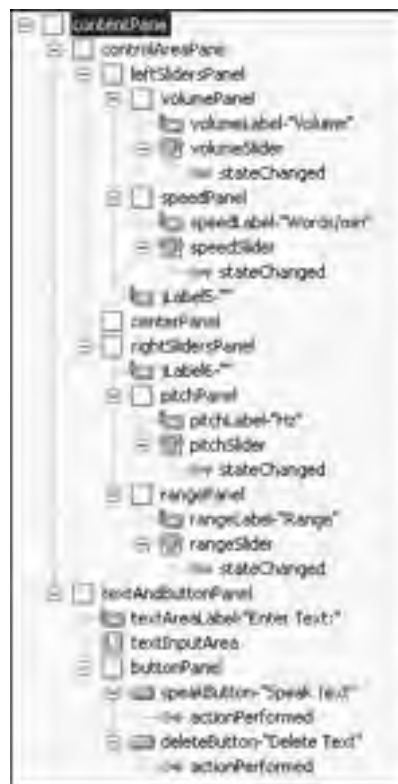 contentPane
controlAreaPane
leftSlidersPanel
volumePanel
volumeLabel-"Volume"
volumeSlider
stateChanged
speedPanel
speedLabel-"Words/min"
speedSlider
stateChanged
jLabel5-""
centerPanel
rightSlidersPanel
jLabel6-""
pitchPanel
pitchLabel-"Hz"
pitchSlider
stateChanged
rangePanel
rangeLabel-"Range"
rangeSlider
stateChanged
textAndButtonPanel
textAreaLabel-"Enter Text:"
textInputArea
buttonPanel
speakButton-"Speak Text"
actionPerformed
deleteButton-"Delete Text"
actionPerformed